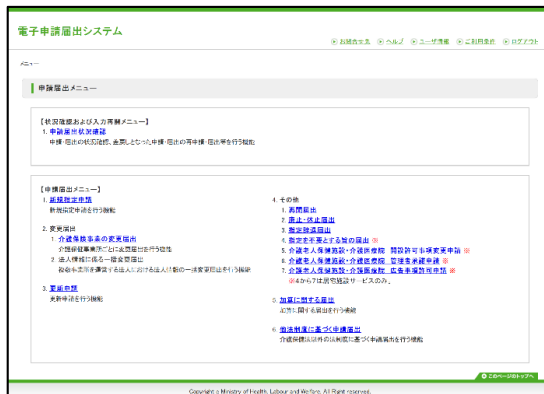 電子申請届出システム
お問合せ先 ヘルプ ユーザ情報 ご利用条件 ログアウト
メニュー
申請届出メニュー
【状況確認および入力再開メニュー】
1. 申請届出状況確認
申請・届出の状況確認、差戻しとなった申請・届出の再申請・届出等を行う機能
【申請届出メニュー】
1. 新規指定申請
新規指定申請を行う機能
2. 変更届出
1. 介護保険事業の変更届出
介護保険事業所ごとに変更届出を行う機能
2. 法人情報に係る一括変更届出
複数事業所を運営する法人における法人情報の一括変更届出を行う機能
3. 更新申請
更新申請を行う機能
4. その他
1. 再開届出
2. 廃止・休止届出
3. 指定辞退届出
4. 指定を不要とする旨の届出 ※
5. 介護老人保健施設・介護医療院 開設許可事項変更申請 ※
6. 介護老人保健施設・介護医療院 管理者承認申請 ※
7. 介護老人保健施設・介護医療院 広告事項許可申請 ※
※4から7は居宅施設サービスのみ
5. 加算に関する届出
加算に関する届出を行う機能
6. 他法制度に基づく申請届出
介護保険法以外の法制度に基づく申請届出を行う機能
このページのトップへ
Copyright © Ministry of Health, Labour and Welfare, All Right reserved.